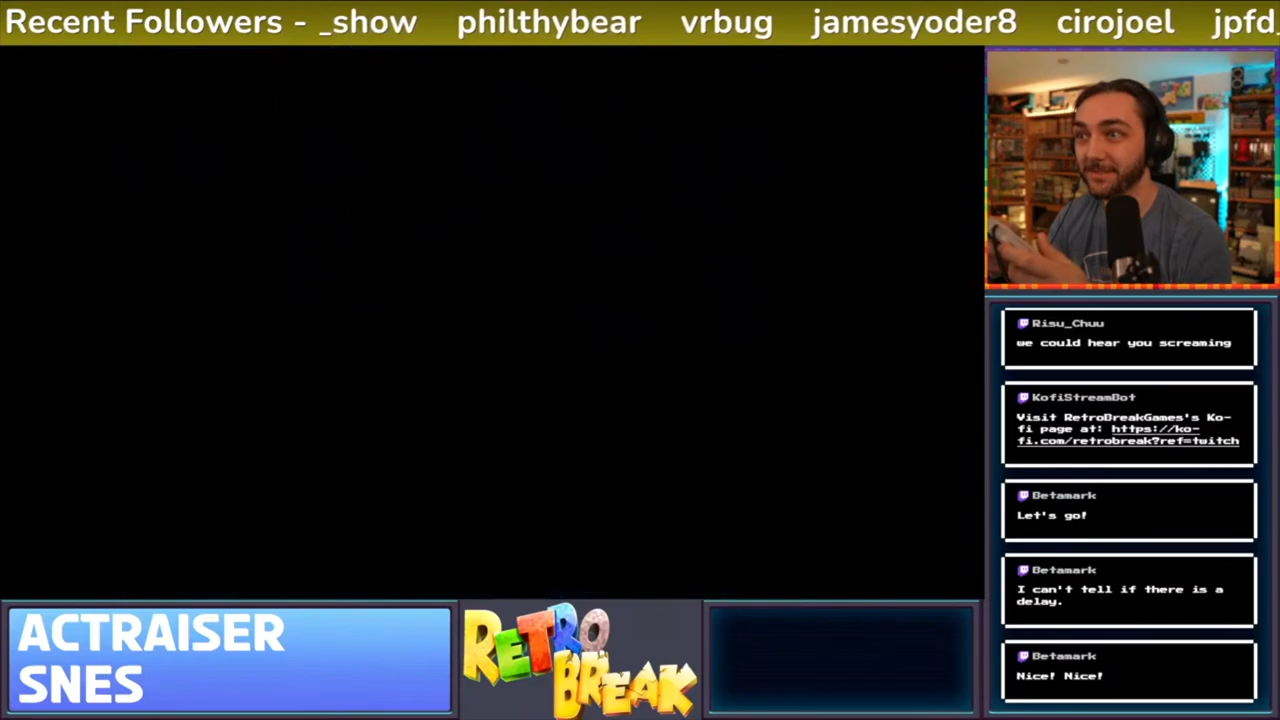 Recent Followers - _show philthybear vrbug jamesyoder8 cirojoel jpfd_
Risu_Chuu
we could hear you screaming
KofiStreamBot
Visit RetroBreakGames's Ko-
fi page at: https://ko-
fi.com/retrobreak?ref=twitch
Betamark
Let's go!
Betamark
I can't tell if there is a
delay.
Betamark
Nice! Nice!
ACTRAISER
SNES
RETRO
BREAK